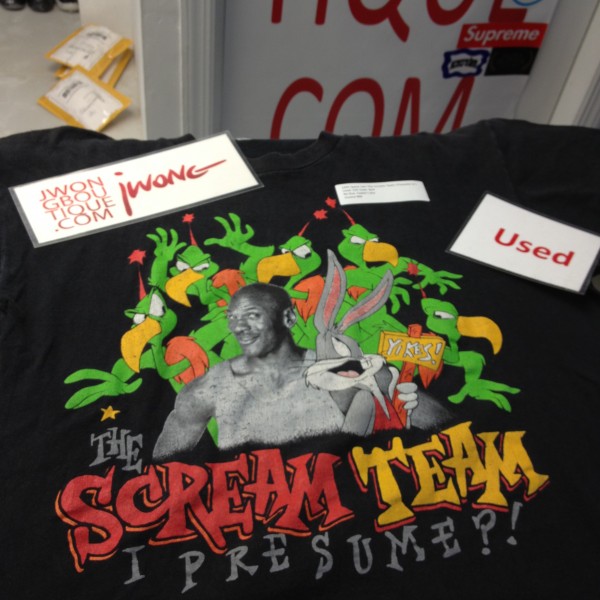 TIQUE
.COM
Supreme
JWON
GBOU
TIQUE
.COM
jwong
Used
YIKES!
THE
SCREAM TEAM
I PRESUME?!